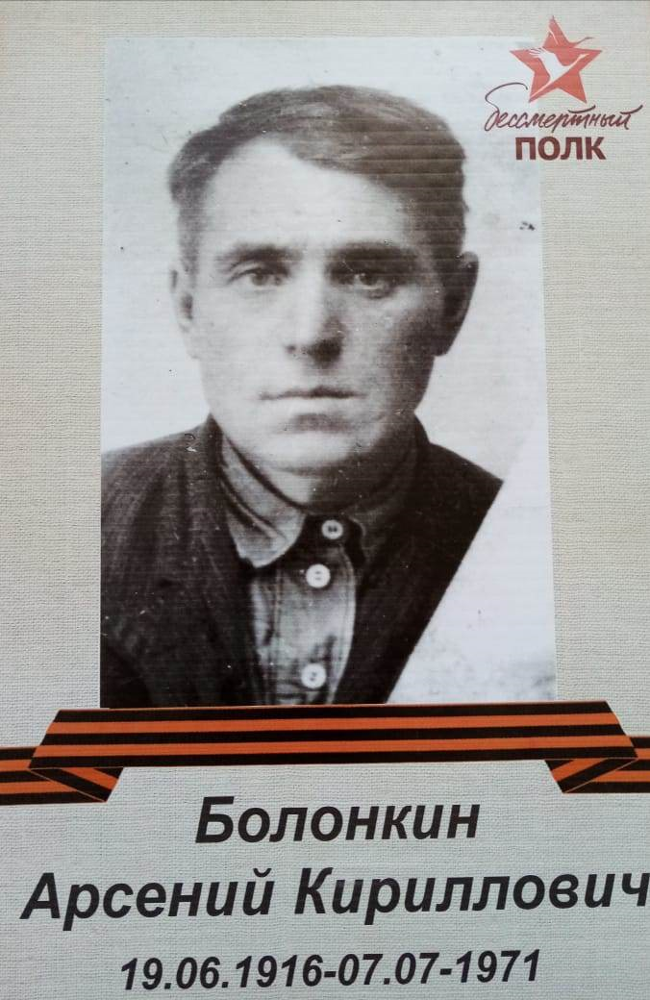 бессмертный
ПОЛК
Болонкин
Арсений Кириллович
19.06.1916-07.07-1971